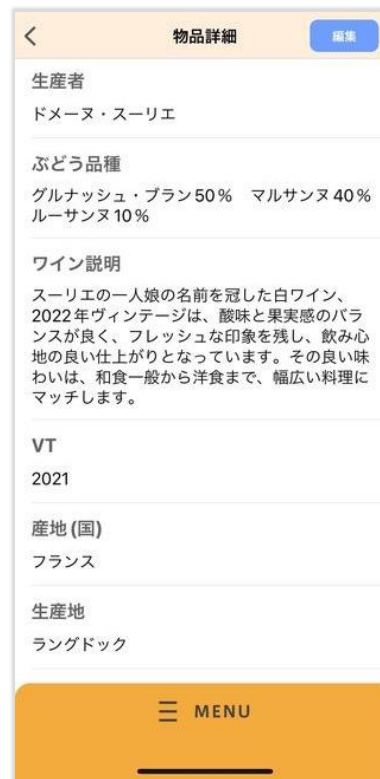 物品詳細
編集
生産者
ドメーヌ・スーリエ
ぶどう品種
グルナッシュ・ブラン50％　マルサンヌ40％
ルーサンヌ10％
ワイン説明
スーリエの一人娘の名前を冠した白ワイン、
2022年ヴィンテージは、酸味と果実感のバラ
ンスが良く、フレッシュな印象を残し、飲み心
地の良い仕上がりとなっています。その良い味
わいは、和食一般から洋食まで、幅広い料理に
マッチします。
VT
2021
産地(国)
フランス
生産地
ラングドック
MENU